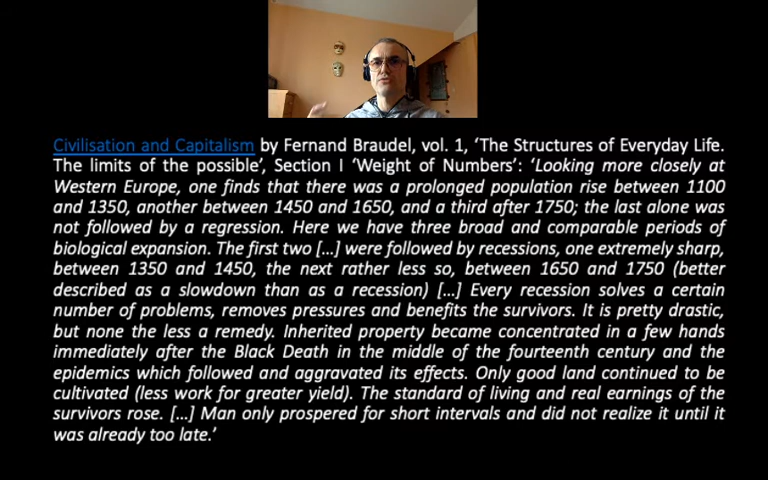 Civilisation and Capitalism by Fernand Braudel, vol. 1, ‘The Structures of Everyday Life.
The limits of the possible’, Section I ‘Weight of Numbers’: ‘Looking more closely at
Western Europe, one finds that there was a prolonged population rise between 1100
and 1350, another between 1450 and 1650, and a third after 1750; the last alone was
not followed by a regression. Here we have three broad and comparable periods of
biological expansion. The first two [...] were followed by recessions, one extremely sharp,
between 1350 and 1450, the next rather less so, between 1650 and 1750 (better
described as a slowdown than as a recession) [...] Every recession solves a certain
number of problems, removes pressures and benefits the survivors. It is pretty drastic,
but none the less a remedy. Inherited property became concentrated in a few hands
immediately after the Black Death in the middle of the fourteenth century and the
epidemics which followed and aggravated its effects. Only good land continued to be
cultivated (less work for greater yield). The standard of living and real earnings of the
survivors rose. [...] Man only prospered for short intervals and did not realize it until it
was already too late.’